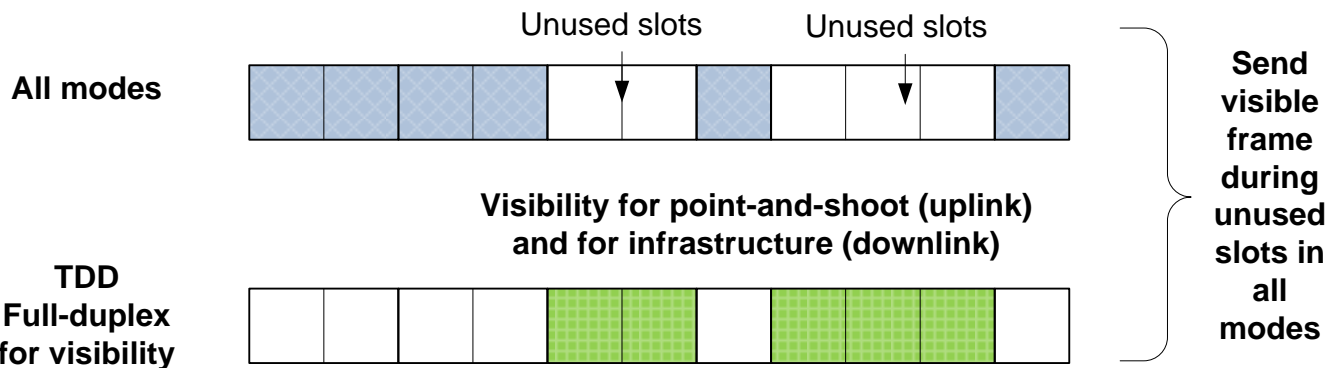 Unused slots
Unused slots
All modes
Send
visible
frame
during
unused
slots in
all
modes
Visibility for point-and-shoot (uplink)
and for infrastructure (downlink)
TDD
Full-duplex
for visibility